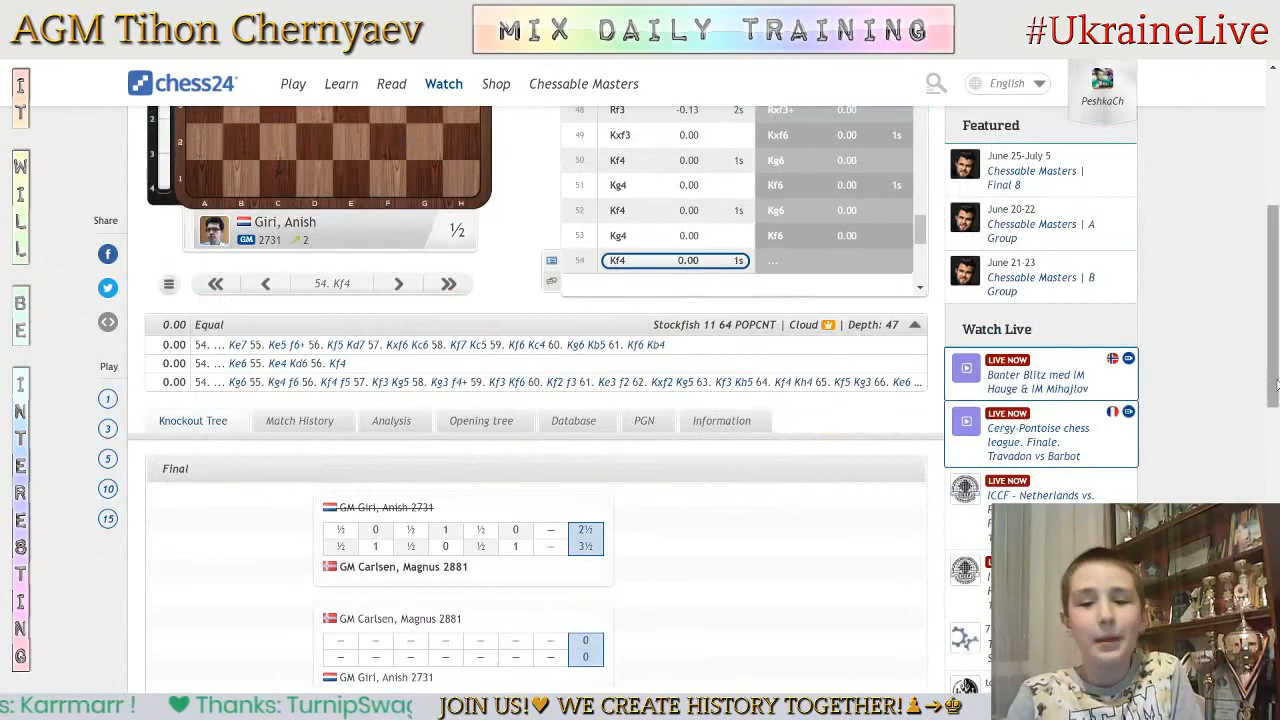 AGM Tihon Chernyaev
MIX DAILY TRAINING
#UkraineLive
IT WILL BE INTERESTING
chess24
Play Learn Read Watch Shop Chessable Masters
English
PeshkaCh
2
3
4
1
2
1
A B C D E F G H
Giri, Anish
GM 2731 2
½
48 Rf3 -0.13 2s Rxf3+ 0.00
49 Kxf3 0.00 Kxf6 0.00 1s
50 Kf4 0.00 1s Kg6 0.00
51 Kg4 0.00 Kf6 0.00 1s
52 Kf4 0.00 1s Kg6 0.00
53 Kg4 0.00 Kf6 0.00
54 Kf4 0.00 1s ...
54. Kf4
0.00 Equal Stockfish 11 64 POPCNT | Cloud | Depth: 47
0.00 54. ... Ke7 55. Ke5 f6+ 56. Kf5 Kd7 57. Kxf6 Kc6 58. Kf7 Kc5 59. Kf6 Kc4 60. Kg6 Kb5 61. Kf6 Kb4
0.00 54. ... Ke6 55. Ke4 Kd6 56. Kf4
0.00 54. ... Kg6 55. Kg4 f6 56. Kf4 f5 57. Kf3 Kg5 58. Kg3 f4+ 59. Kf3 Kf6 60. Kf2 f3 61. Ke3 f2 62. Kxf2 Kg5 63. Kf3 Kh5 64. Kf4 Kh4 65. Kf5 Kg3 66. Ke6 ...
Knockout Tree Match History Analysis Opening tree Database PGN Information
Final
GM Giri, Anish 2731
½ 0 ½ 1 ½ 0 – 2½
½ 1 ½ 0 ½ 1 – 3½
GM Carlsen, Magnus 2881
GM Carlsen, Magnus 2881
– – – – – – – 0
– – – – – – – 0
GM Giri, Anish 2731
Share
Play
1
3
5
10
15
Featured
June 25-July 5
Chessable Masters |
Final 8
June 20-22
Chessable Masters | A
Group
June 21-23
Chessable Masters | B
Group
Watch Live
LIVE NOW
Banter Blitz med IM
Hauge & IM Mihajlov
LIVE NOW
Cergy-Pontoise chess
league. Finale.
Travadon vs Barbot
LIVE NOW
ICCF - Netherlands vs.
s: Karrmarr ! Thanks: TurnipSwag
JOIN US! WE CREATE HISTORY TOGETHER!